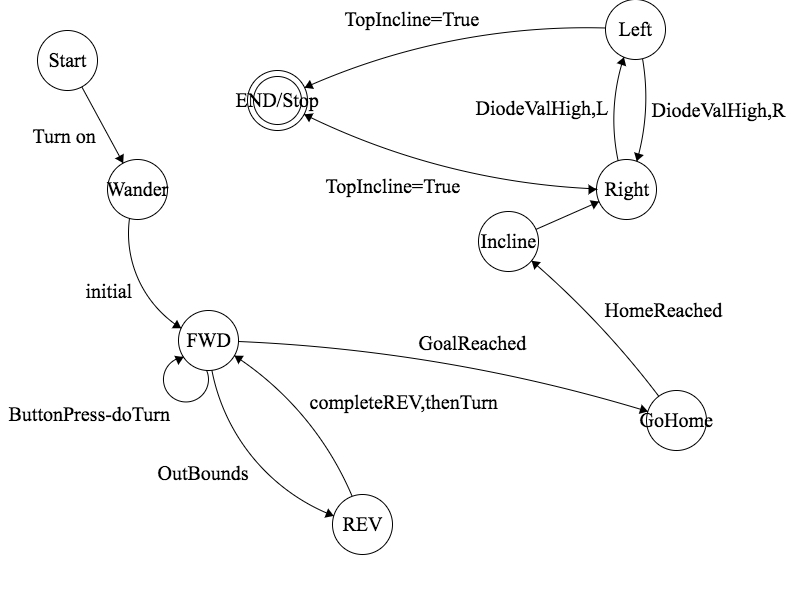 Left
TopIncline=True
Start
END/Stop
DiodeValHigh,L
DiodeValHigh,R
Turn on
Wander
TopIncline=True
Right
Incline
initial
HomeReached
FWD
GoalReached
completeREV,thenTurn
ButtonPress-doTurn
GoHome
OutBounds
REV